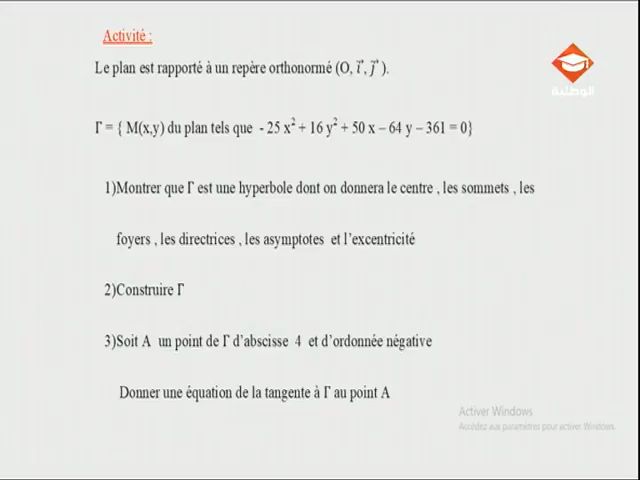 Activité :
Le plan est rapporté à un repère orthonormé (O, i⃗ , j⃗ ).
الوطنية
Γ = { M(x,y) du plan tels que - 25 x² + 16 y² + 50 x – 64 y – 361 = 0}
1)Montrer que Γ est une hyperbole dont on donnera le centre , les sommets , les
foyers , les directrices , les asymptotes et l’excentricité
2)Construire Γ
3)Soit A un point de Γ d’abscisse 4 et d’ordonnée négative
Donner une équation de la tangente à Γ au point A
Activer Windows
Accédez aux paramètres pour activer Windows.